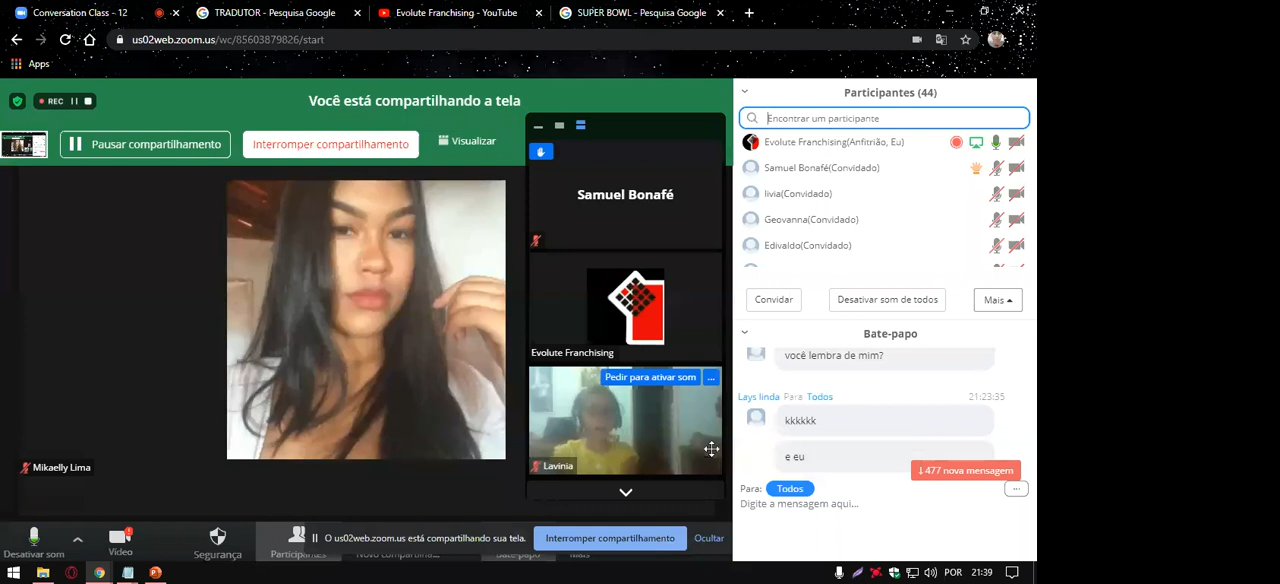 Conversation Class - 12
TRADUTOR - Pesquisa Google
Evolute Franchising - YouTube
SUPER BOWL - Pesquisa Google
us02web.zoom.us/wc/85603879826/start
Apps
REC
Você está compartilhando a tela
Pausar compartilhamento
Interromper compartilhamento
Visualizar
Samuel Bonafé
Evolute Franchising
Pedir para ativar som
...
Lavinia
Mikaelly Lima
Participantes (44)
Encontrar um participante
Evolute Franchising(Anfitrião, Eu)
Samuel Bonafé(Convidado)
livia(Convidado)
Geovanna(Convidado)
Edivaldo(Convidado)
Convidar
Desativar som de todos
Mais
Bate-papo
você lembra de mim?
Lays linda Para Todos
21:23:35
kkkkkk
e eu
↓477 nova mensagem
Para: Todos
...
Digite a mensagem aqui...
Desativar som
Vídeo
Segurança
Participantes
O us02web.zoom.us está compartilhando sua tela.
Interromper compartilhamento
Ocultar
POR
21:39